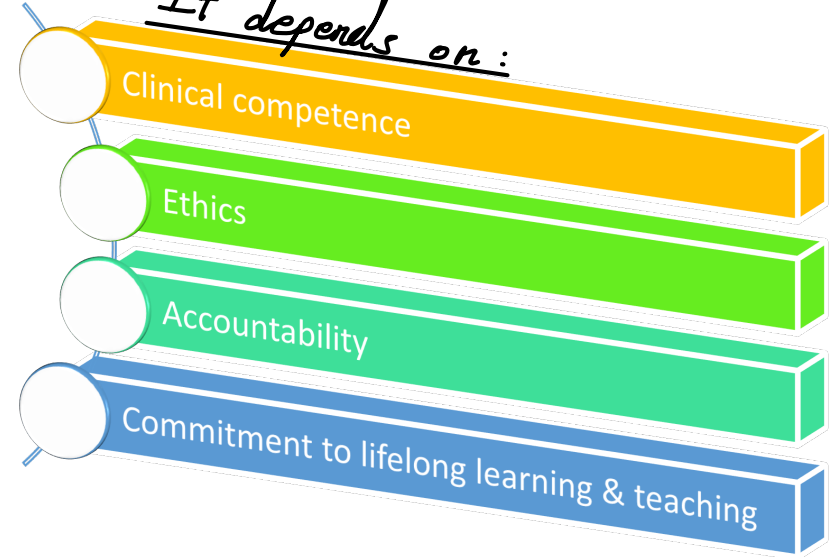 It depends on:
Clinical competence
Ethics
Accountability
Commitment to lifelong learning & teaching